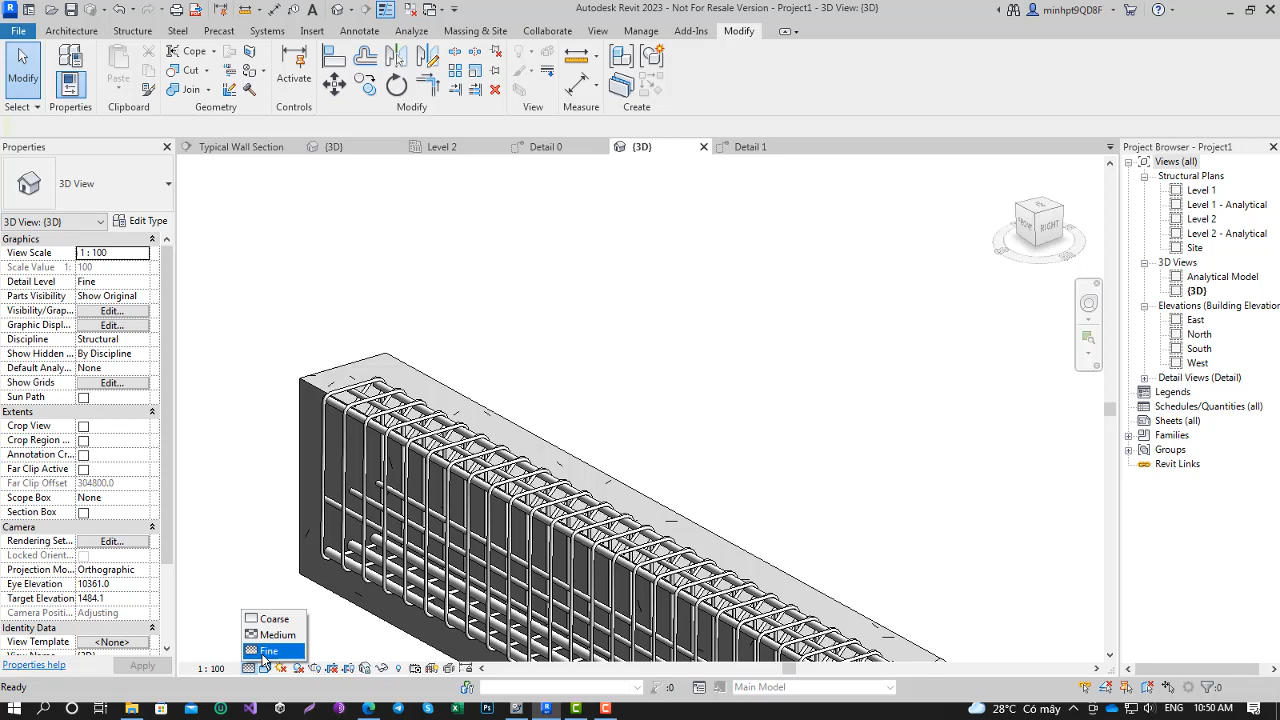 Autodesk Revit 2023 - Not For Resale Version - Project1 - 3D View: {3D}
minhpt9QD8F
File Architecture Structure Steel Precast Systems Insert Annotate Analyze Massing & Site Collaborate View Manage Add-Ins Modify
Modify Properties Paste Cope Cut Join Activate
Select Properties Clipboard Geometry Controls Modify View Measure Create
Properties
Typical Wall Section {3D} Level 2 Detail 0 {3D} Detail 1
Project Browser - Project1
3D View
3D View: {3D} Edit Type
Graphics
View Scale 1 : 100
Scale Value 1: 100
Detail Level Fine
Parts Visibility Show Original
Visibility/Grap... Edit...
Graphic Displ... Edit...
Discipline Structural
Show Hidden ... By Discipline
Default Analy... None
Show Grids Edit...
Sun Path
Extents
Crop View
Crop Region ...
Annotation Cr...
Far Clip Active
Far Clip Offset 304800.0
Scope Box None
Section Box
Camera
Rendering Set... Edit...
Locked Orient...
Projection Mo... Orthographic
Eye Elevation 10361.0
Target Elevation 1484.1
Camera Position Adjusting
Identity Data
View Template <None>
Properties help Apply
FRONT RIGHT
Views (all)
Structural Plans
Level 1
Level 1 - Analytical
Level 2
Level 2 - Analytical
Site
3D Views
Analytical Model
{3D}
Elevations (Building Elevation
East
North
South
West
Detail Views (Detail)
Legends
Schedules/Quantities (all)
Sheets (all)
Families
Groups
Revit Links
Coarse
Medium
Fine
1 : 100
Ready :0 Main Model :0
28°C Có mây ENG 10:50 AM